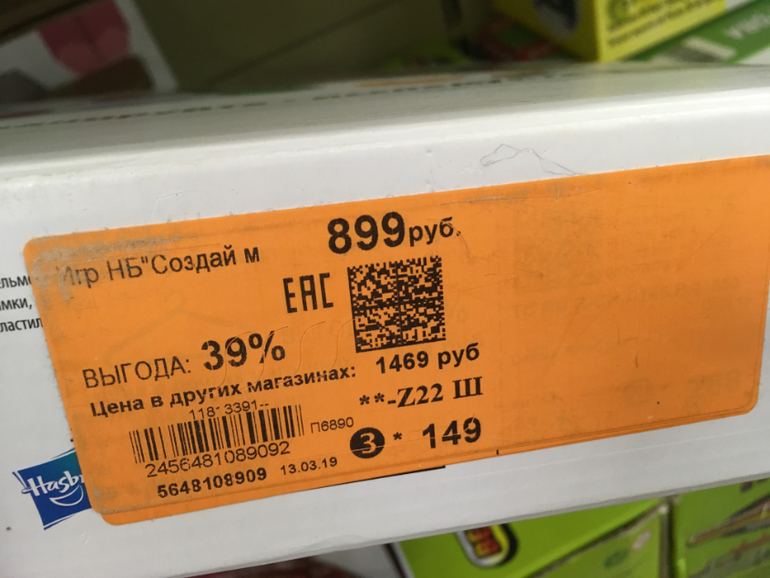 899руб.
Игр НБ"Создай м
ЕАС
ВЫГОДА: 39%
Цена в других магазинах: 1469 руб
**-Z22 Ш
П6890
3 * 149
2456481089092
5648108909 13.03.19
Hasb